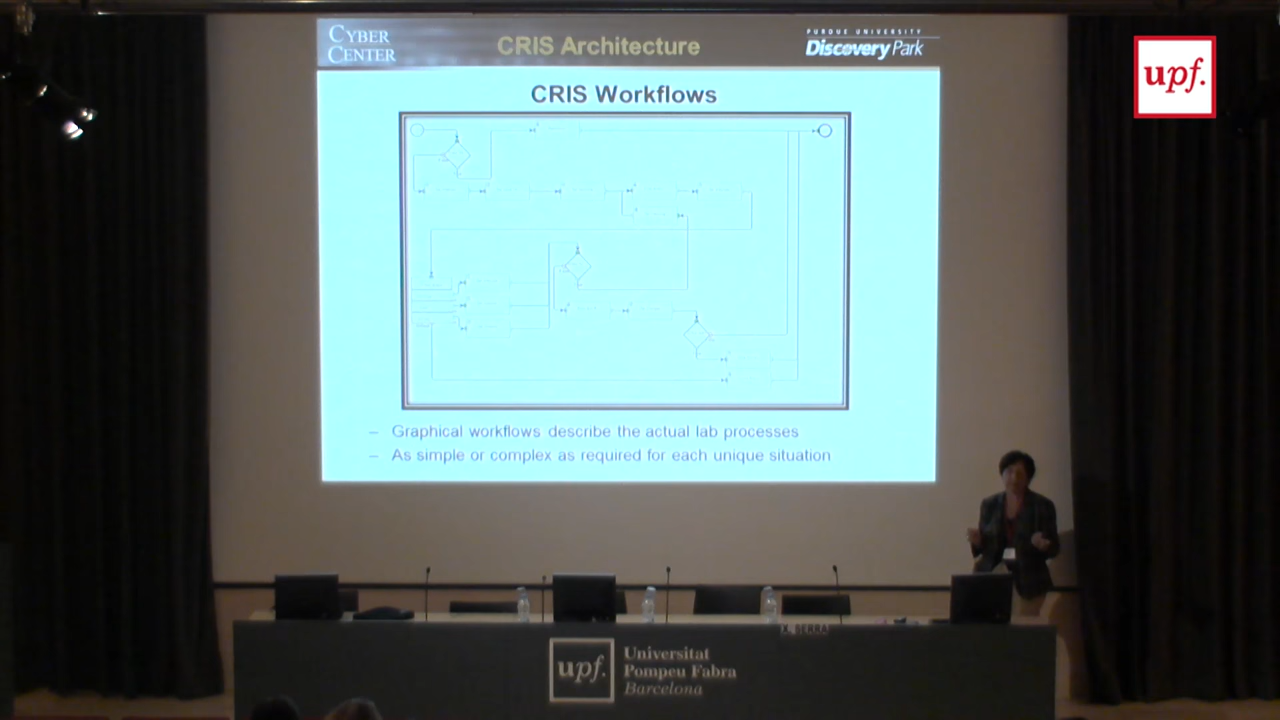 CYBER
CENTER
CRIS Architecture
PURDUE UNIVERSITY
Discovery Park
upf.
CRIS Workflows
– Graphical workflows describe the actual lab processes
– As simple or complex as required for each unique situation
X. SERRA
upf.
Universitat
Pompeu Fabra
Barcelona